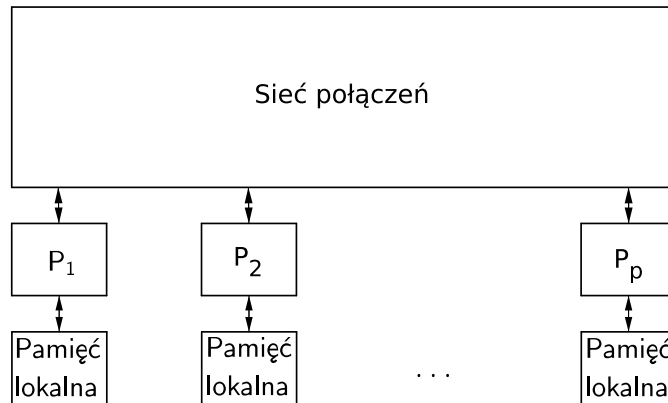 Sieć połączeń
P₁
P₂
Pₚ
Pamięć
lokalna
Pamięć
lokalna
. . .
Pamięć
lokalna